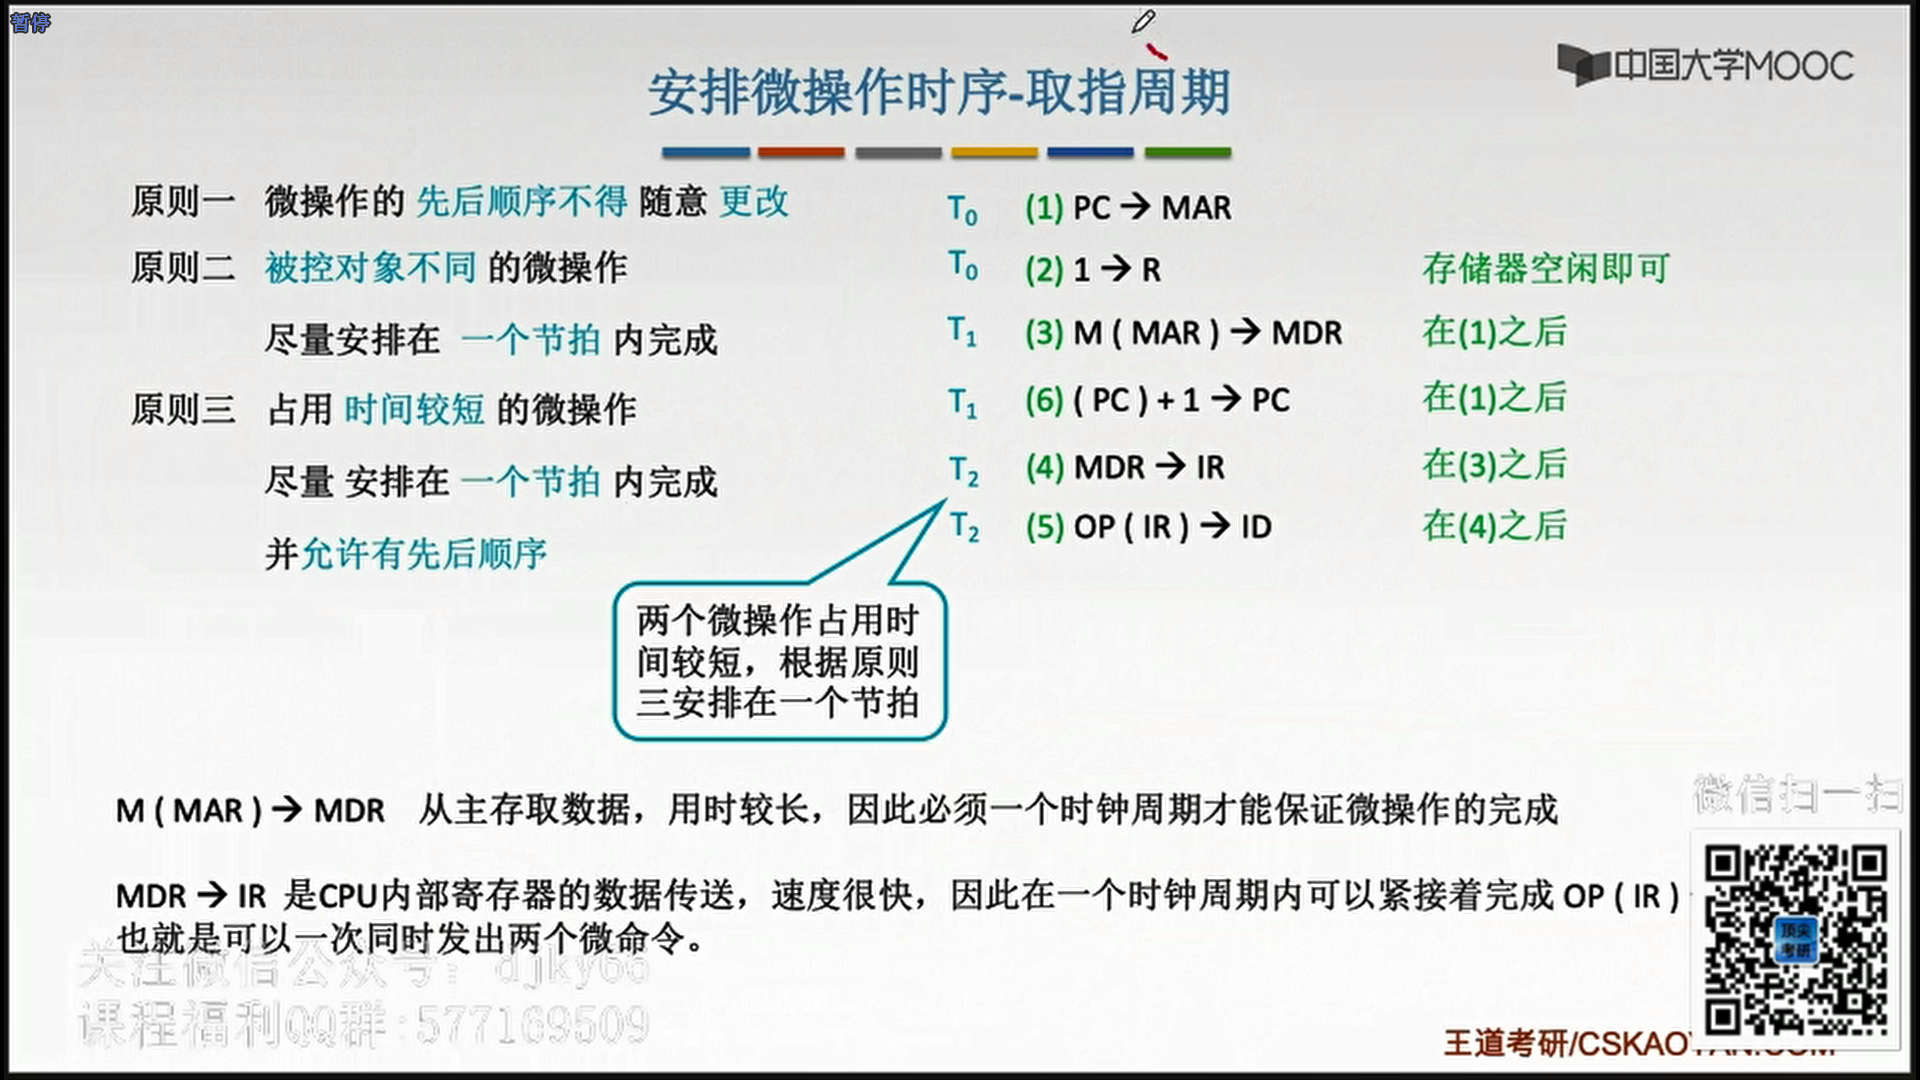 暂停
中国大学MOOC
安排微操作时序-取指周期
原则一 微操作的 先后顺序不得 随意 更改
原则二 被控对象不同 的微操作
尽量安排在 一个节拍 内完成
原则三 占用 时间较短 的微操作
尽量 安排在 一个节拍 内完成
并允许有先后顺序
T0 (1) PC → MAR
T0 (2) 1 → R 存储器空闲即可
T1 (3) M ( MAR ) → MDR 在(1)之后
T1 (6) ( PC ) + 1 → PC 在(1)之后
T2 (4) MDR → IR 在(3)之后
T2 (5) OP ( IR ) → ID 在(4)之后
两个微操作占用时
间较短，根据原则
三安排在一个节拍
M ( MAR ) → MDR 从主存取数据，用时较长，因此必须一个时钟周期才能保证微操作的完成
MDR → IR 是CPU内部寄存器的数据传送，速度很快，因此在一个时钟周期内可以紧接着完成 OP ( IR )
也就是可以一次同时发出两个微命令。
微信扫一扫
顶尖
考研
关注微信公众号：djky66
课程福利QQ群:577169509
王道考研/CSKAOYAN.COM